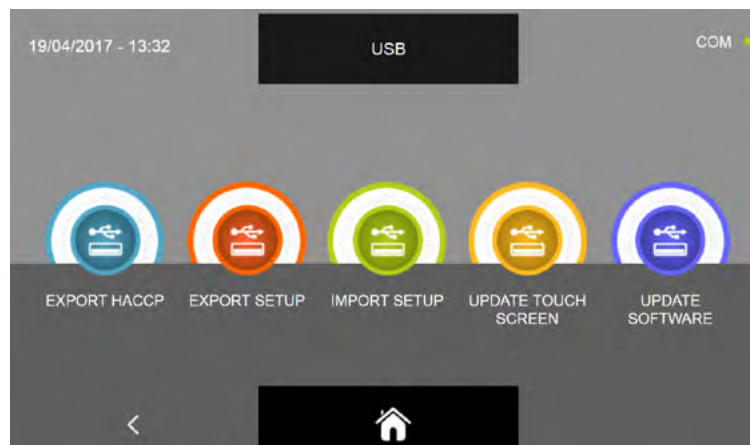 19/04/2017 - 13:32
USB
COM
EXPORT HACCP
EXPORT SETUP
IMPORT SETUP
UPDATE TOUCH
SCREEN
UPDATE
SOFTWARE